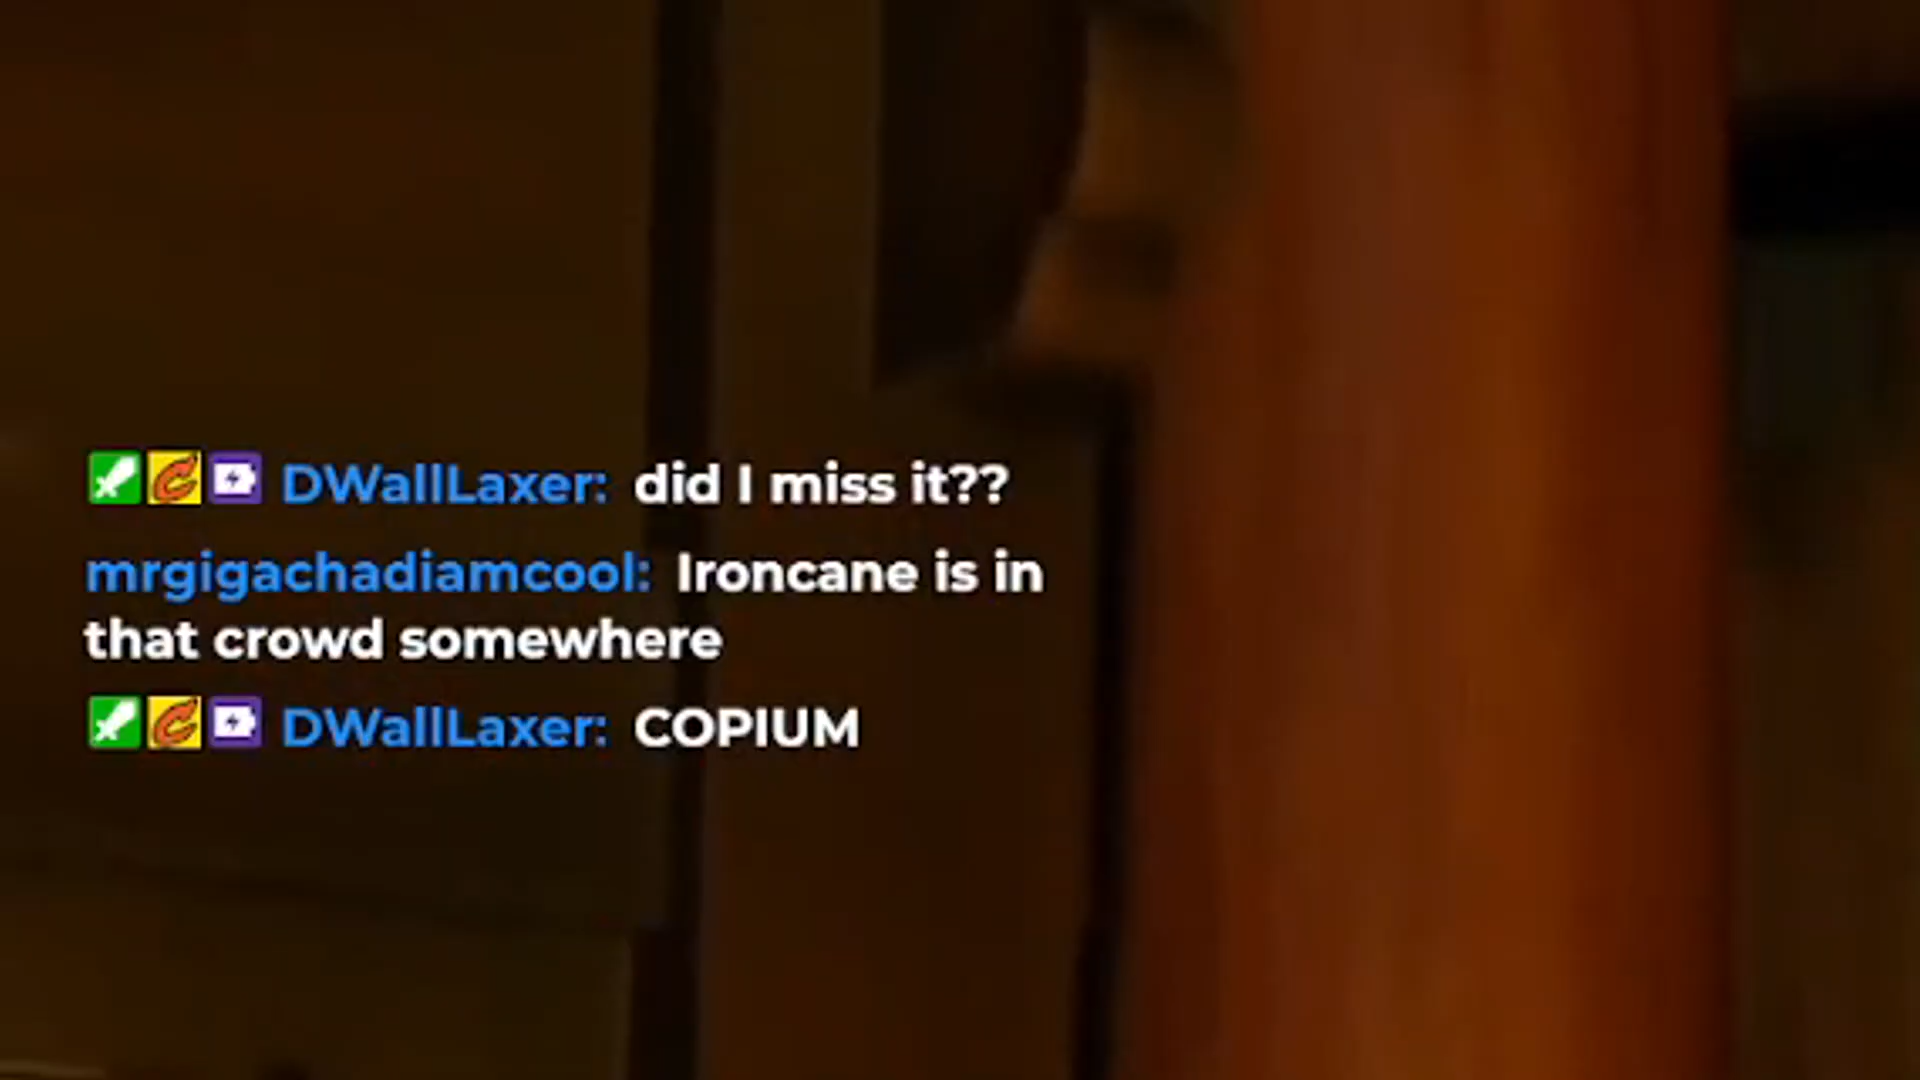 DWallLaxer: did I miss it??
mrgigachadiamcool: Ironcane is in
that crowd somewhere
DWallLaxer: COPIUM